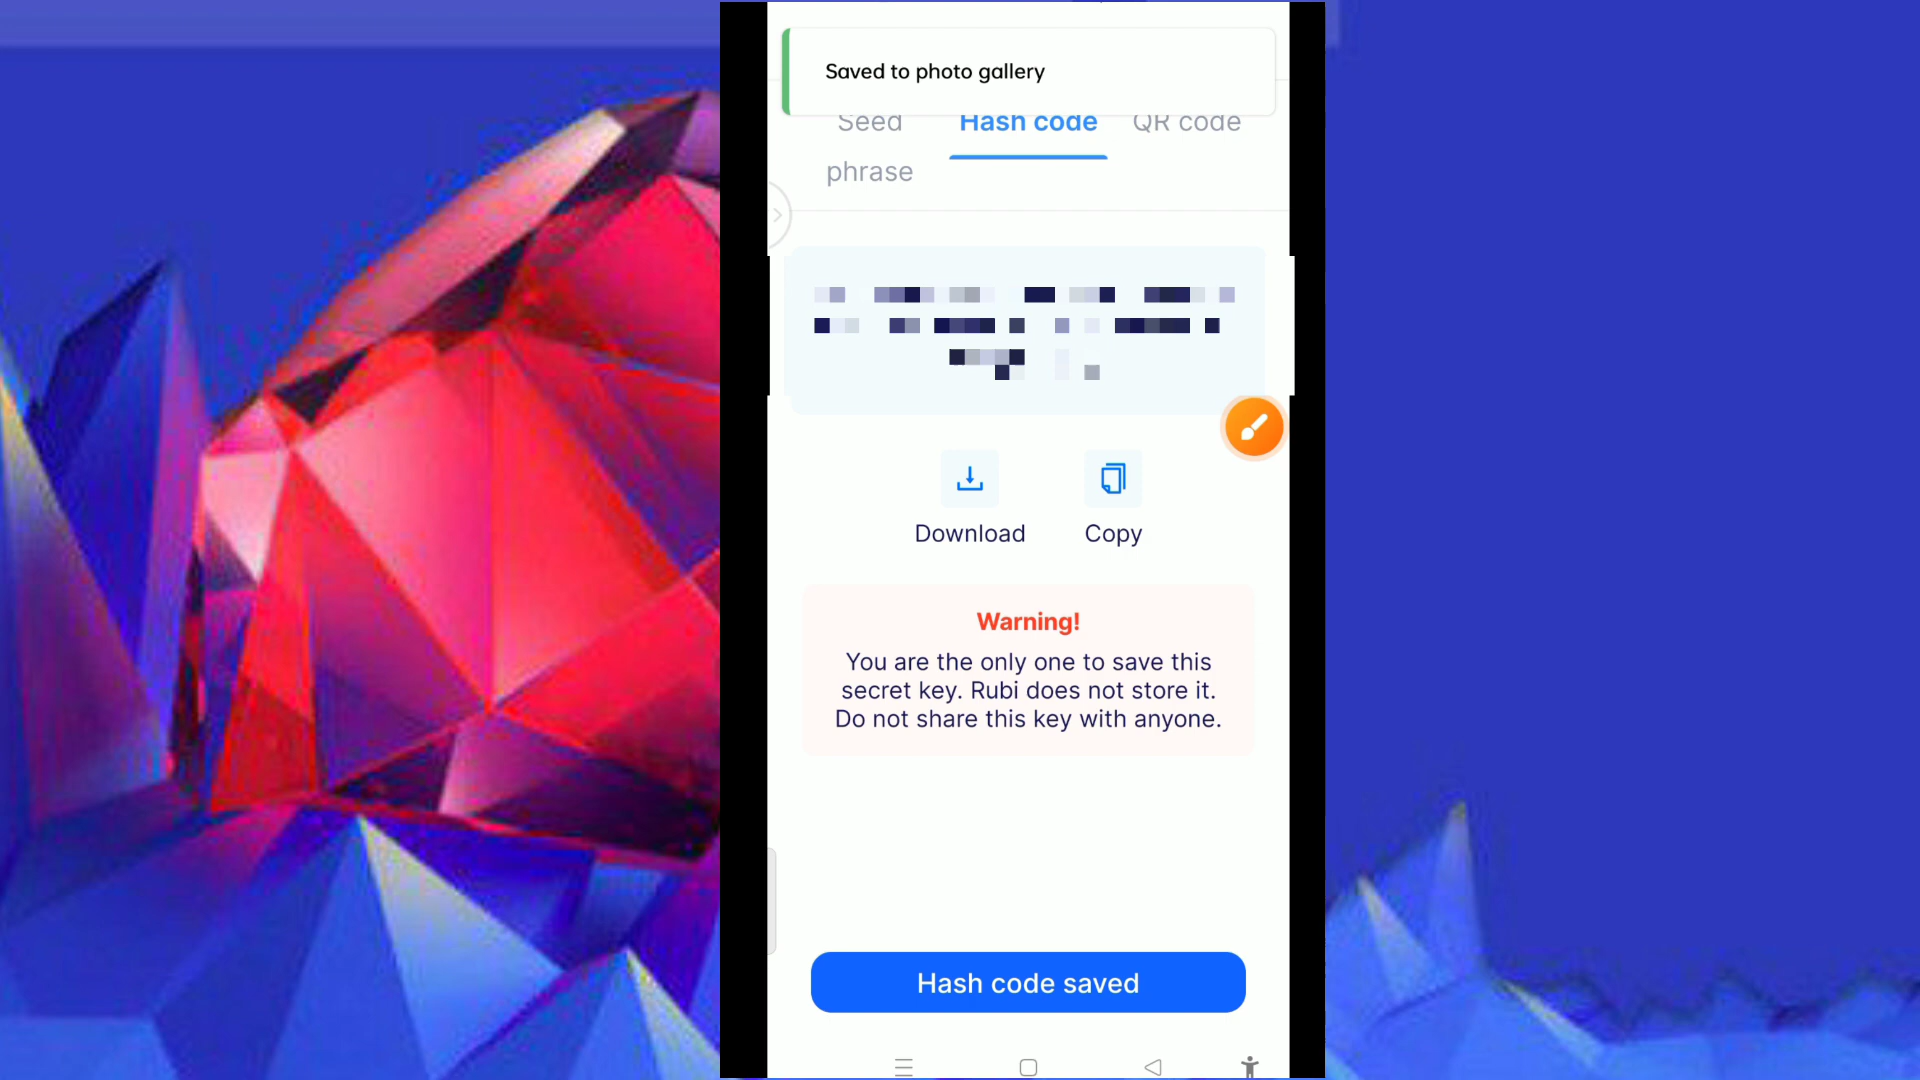 Saved to photo gallery
Seed phrase
Hash code
QR code
Download
Copy
Warning!
You are the only one to save this
secret key. Rubi does not store it.
Do not share this key with anyone.
Hash code saved